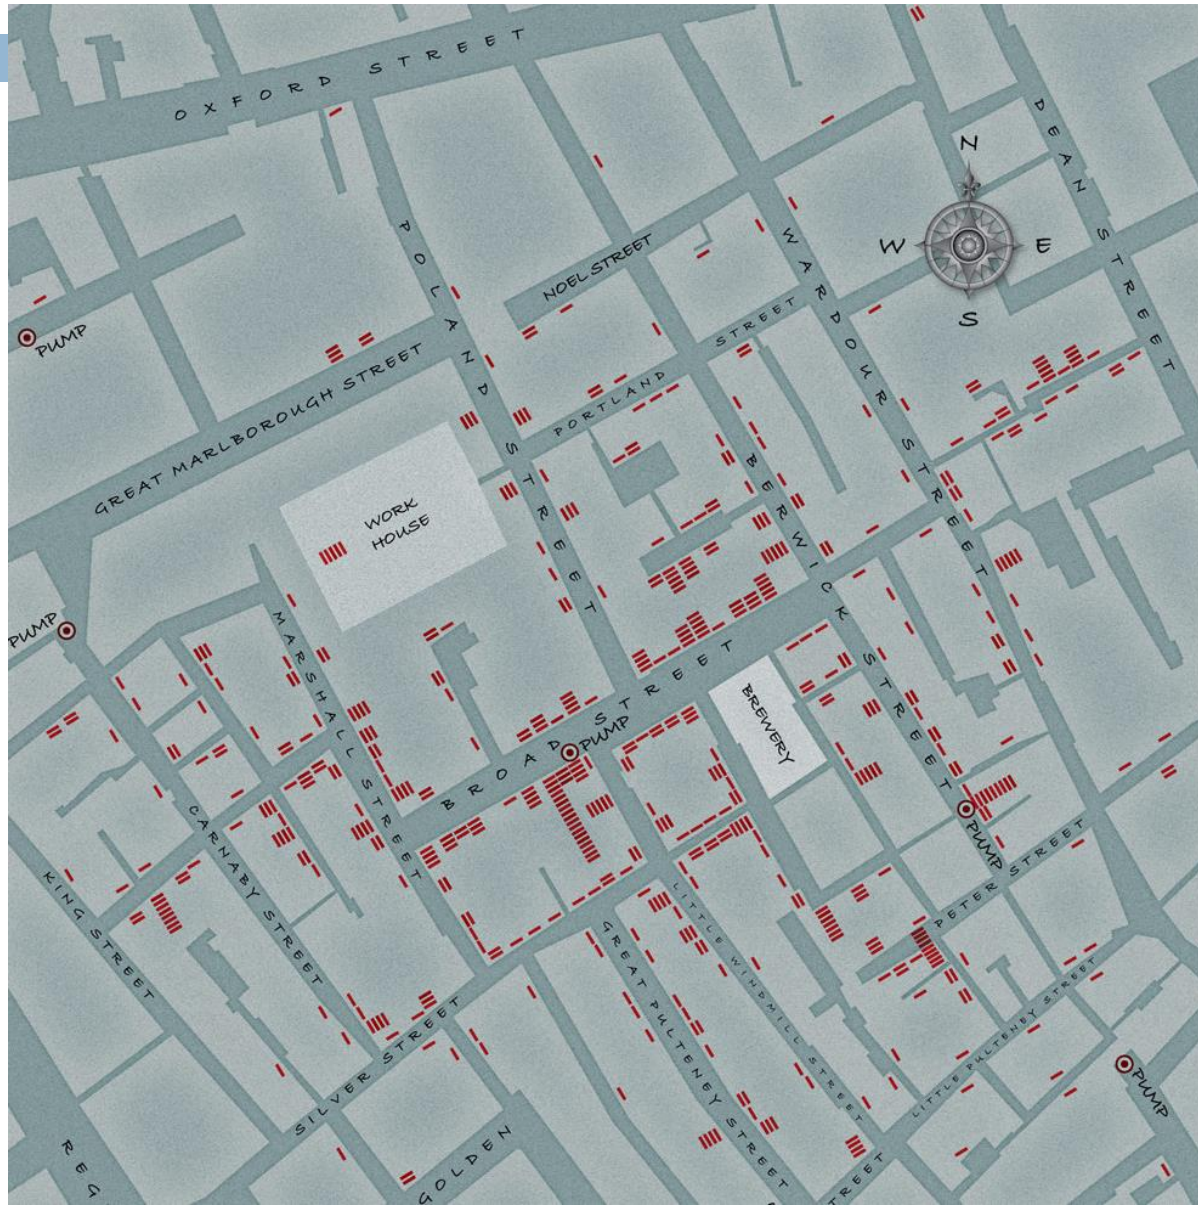 OXFORD STREET
DEAN STREET
N
W
E
S
POLAND STREET
WARDOUR STREET
NOEL STREET
PUMP
STREET
PORTLAND
GREAT MARLBOROUGH STREET
BERWICK STREET
WORK
HOUSE
PUMP
MARSHALL STREET
BROAD STREET
PUMP
BREWERY
CARNABY STREET
PUMP
PETER STREET
KING STREET
LITTLE WINDMILL STREET
GREAT PULTENEY STREET
LITTLE PULTENEY STREET
SILVER STREET
PUMP
GOLDEN
REG
STREET